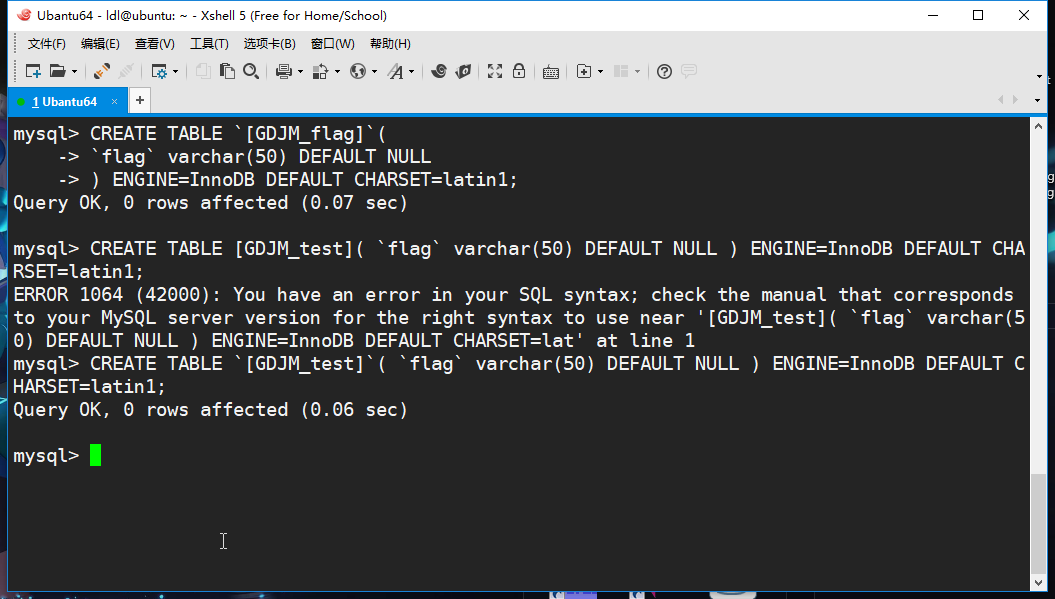 Ubantu64 - ldl@ubuntu: ~ - Xshell 5 (Free for Home/School)
文件(F) 编辑(E) 查看(V) 工具(T) 选项卡(B) 窗口(W) 帮助(H)
1 Ubantu64
mysql> CREATE TABLE `[GDJM_flag]`(
-> `flag` varchar(50) DEFAULT NULL
-> ) ENGINE=InnoDB DEFAULT CHARSET=latin1;
Query OK, 0 rows affected (0.07 sec)
mysql> CREATE TABLE [GDJM_test]( `flag` varchar(50) DEFAULT NULL ) ENGINE=InnoDB DEFAULT CHA
RSET=latin1;
ERROR 1064 (42000): You have an error in your SQL syntax; check the manual that corresponds
to your MySQL server version for the right syntax to use near '[GDJM_test]( `flag` varchar(5
0) DEFAULT NULL ) ENGINE=InnoDB DEFAULT CHARSET=lat' at line 1
mysql> CREATE TABLE `[GDJM_test]`( `flag` varchar(50) DEFAULT NULL ) ENGINE=InnoDB DEFAULT C
HARSET=latin1;
Query OK, 0 rows affected (0.06 sec)
mysql>